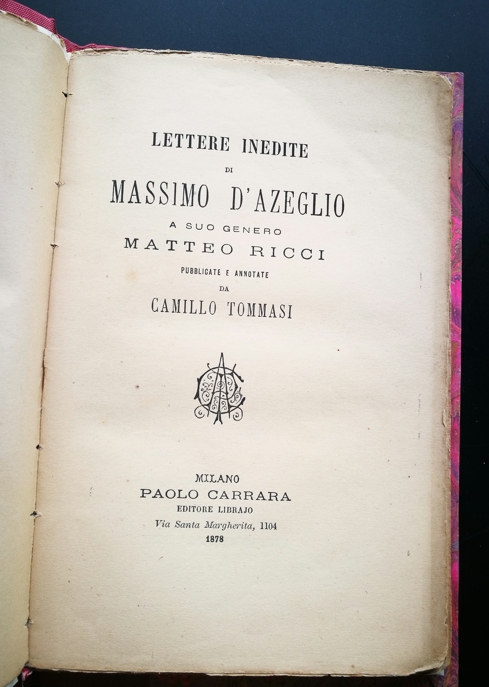 LETTERE INEDITE
DI
MASSIMO D'AZEGLIO
A SUO GENERO
MATTEO RICCI
PUBBLICATE E ANNOTATE
DA
CAMILLO TOMMASI
MILANO
PAOLO CARRARA
EDITORE LIBRAJO
Via Santa Margherita, 1104
1878